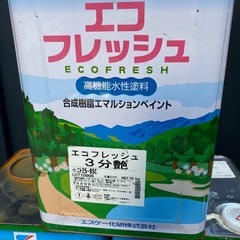 エコ
フレッシュ
ECOFRESH
高機能水性塗料
合成樹脂エマルションペイント
エコフレッシュ
3分艶
エスケー化研株式会社